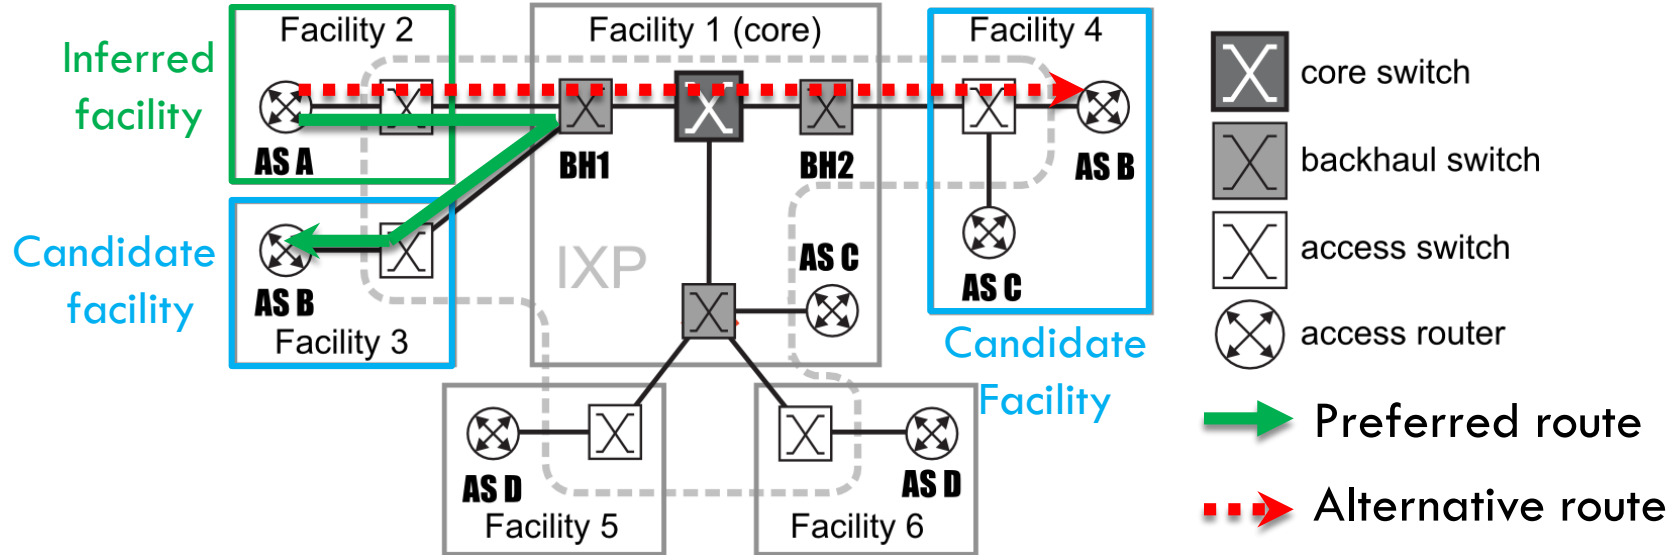 Facility 2
Facility 1 (core)
Facility 4
Inferred
facility
AS A
BH1
BH2
AS B
core switch
backhaul switch
access switch
access router
Candidate
facility
AS B
Facility 3
IXP
AS C
AS C
Candidate
Facility
AS D
Facility 5
AS D
Facility 6
Preferred route
Alternative route